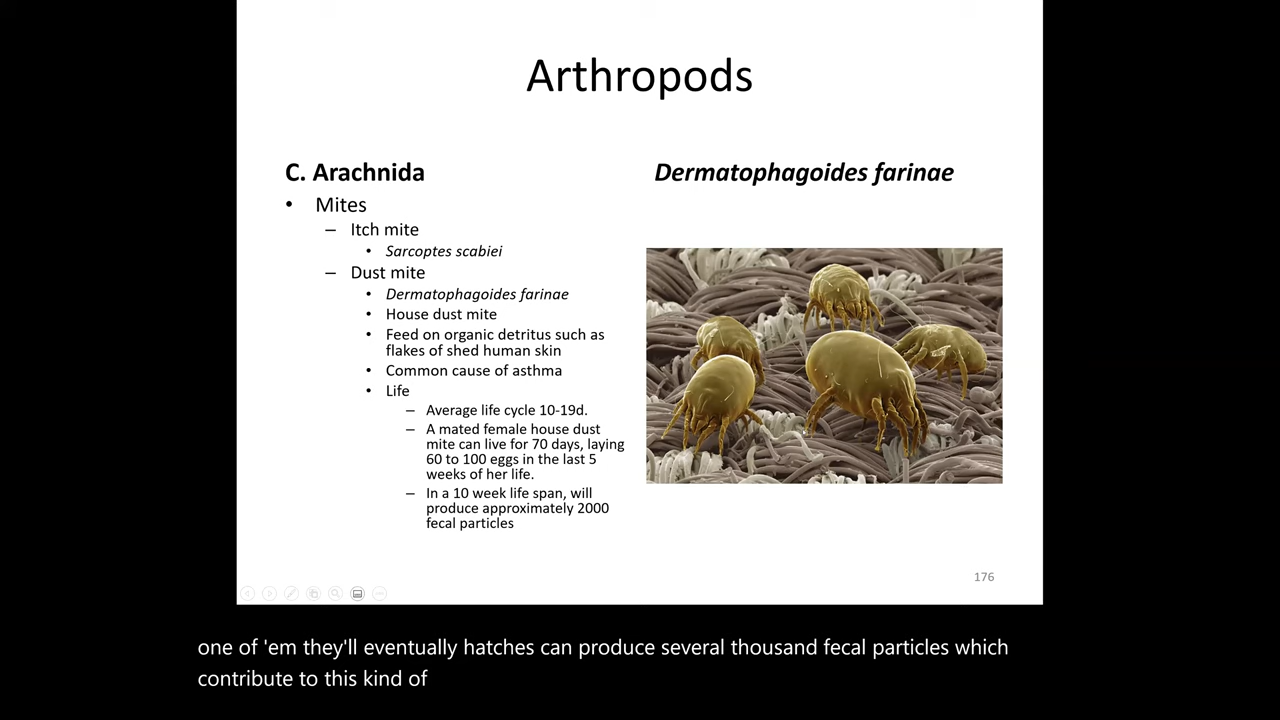 Arthropods
C. Arachnida
• Mites
– Itch mite
• Sarcoptes scabiei
– Dust mite
• Dermatophagoides farinae
• House dust mite
• Feed on organic detritus such as
flakes of shed human skin
• Common cause of asthma
• Life
– Average life cycle 10-19d.
– A mated female house dust
mite can live for 70 days, laying
60 to 100 eggs in the last 5
weeks of her life.
– In a 10 week life span, will
produce approximately 2000
fecal particles
Dermatophagoides farinae
176
one of 'em they'll eventually hatches can produce several thousand fecal particles which
contribute to this kind of